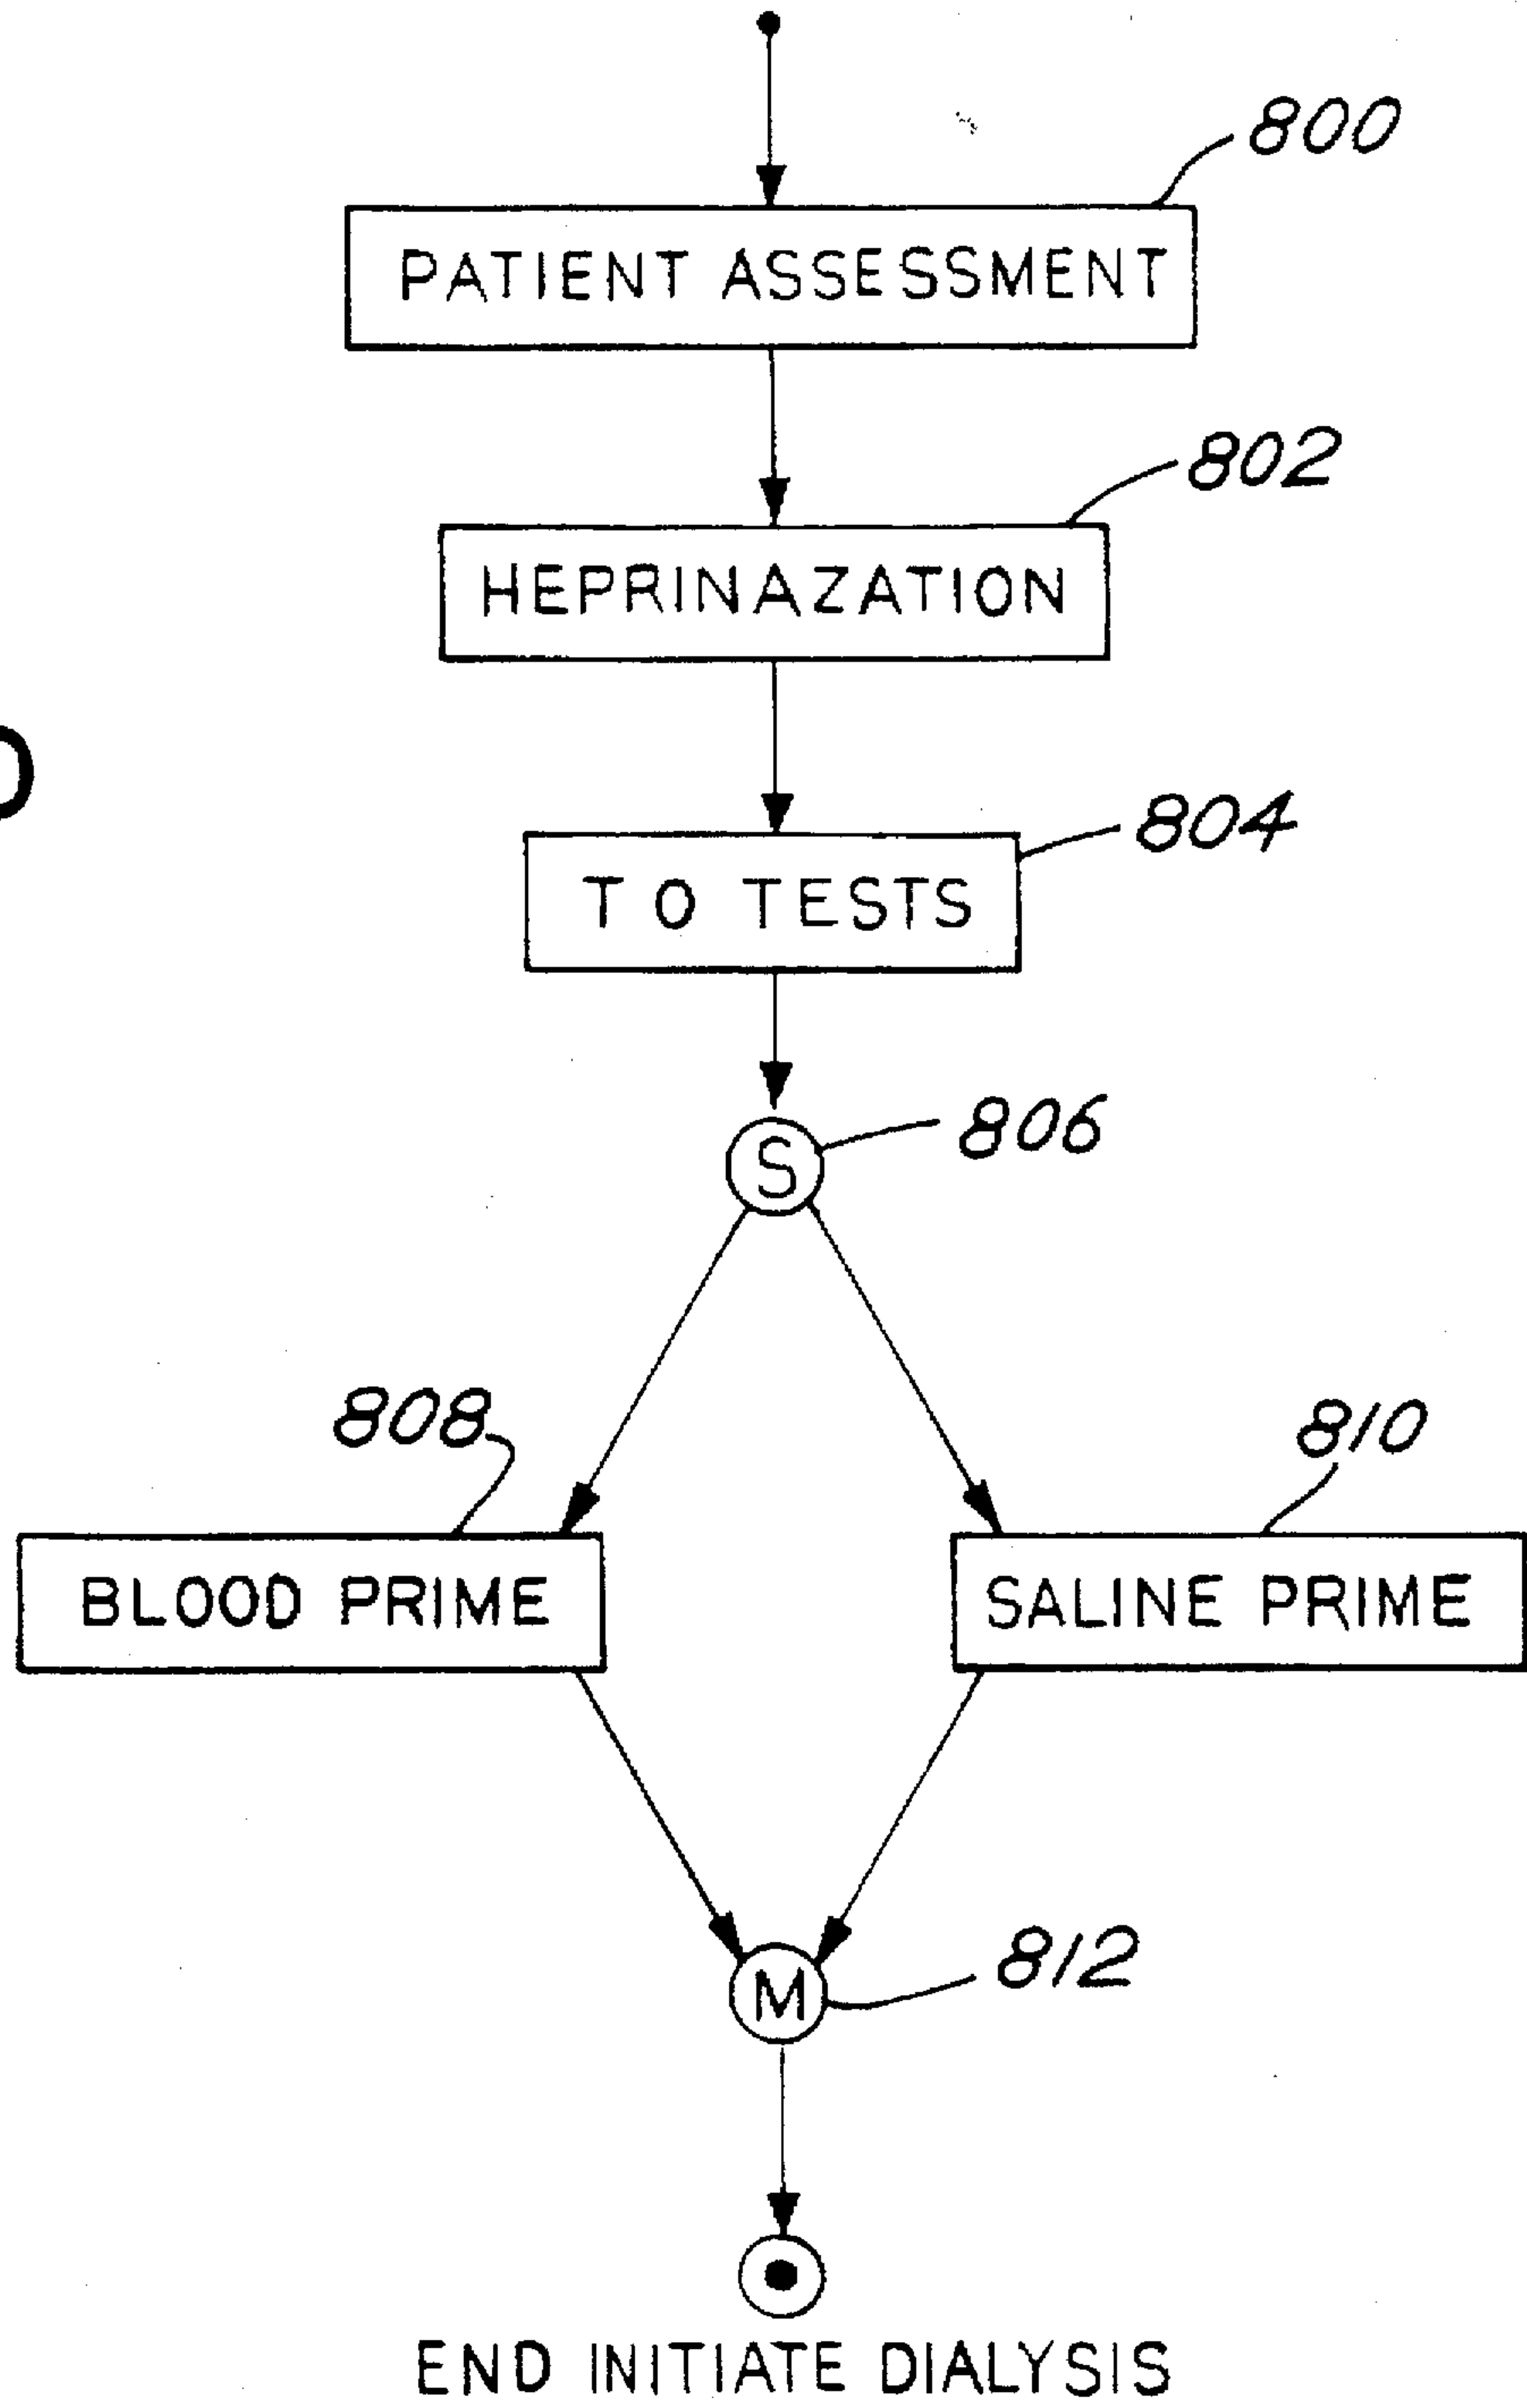 800
PATIENT ASSESSMENT
802
HEPRINAZATION
804
T O TESTS
806
S
808
810
BLOOD PRIME
SALINE PRIME
812
M
END INITIATE DIALYSIS